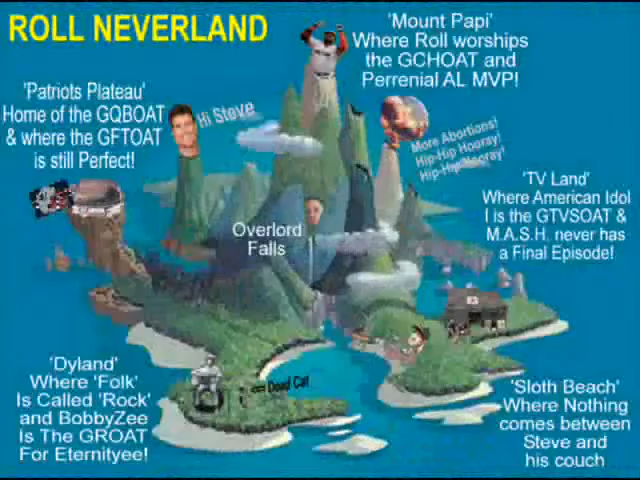 ROLL NEVERLAND
'Mount Papi'
Where Roll worships
the GCHOAT and
Perrenial AL MVP!
'Patriots Plateau'
Home of the GQBOAT
& where the GFTOAT
is still Perfect!
Hi Steve
More Abortions!
Hip-Hip Hooray!
Hip-Hip Hooray!
'TV Land'
Where American Idol
I is the GTVSOAT &
M.A.S.H. never has
a Final Episode!
Overlord
Falls
'Dyland'
Where 'Folk'
Is Called 'Rock'
and BobbyZee
Is The GROAT
For Eternityee!
<== Dead Cat
'Sloth Beach'
Where Nothing
comes between
Steve and
his couch